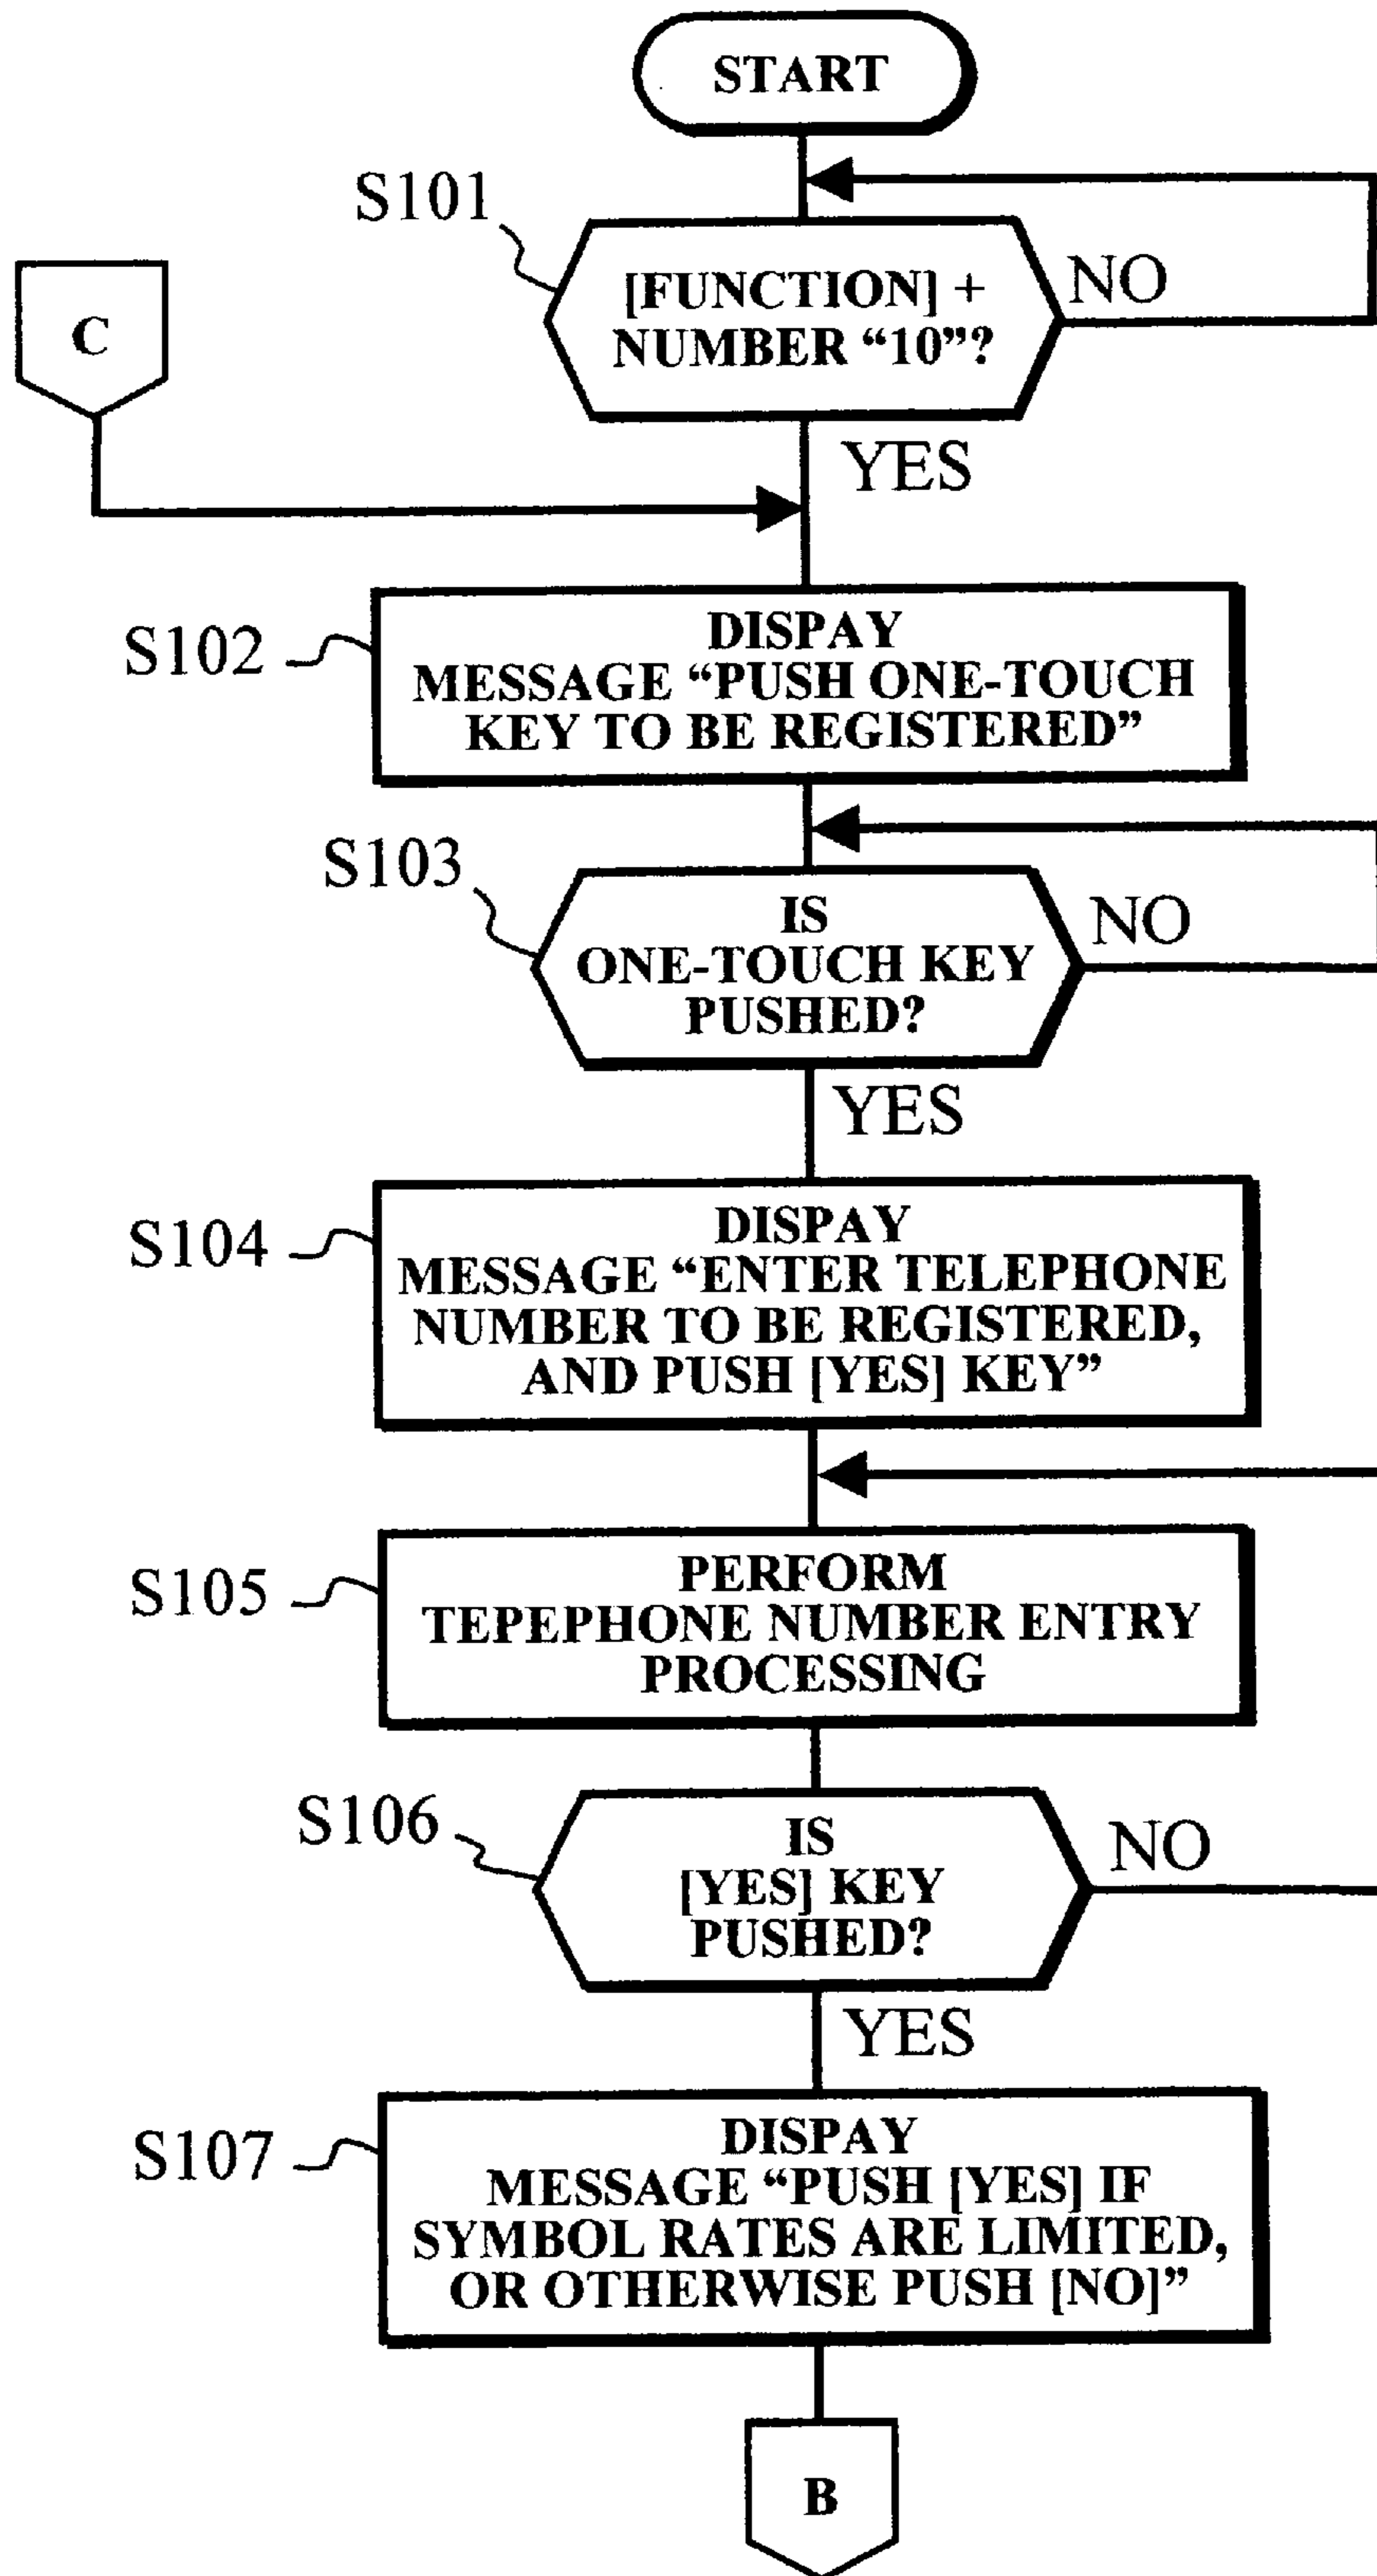 START
S101
[FUNCTION] +
NUMBER “10”?
NO
C
YES
S102
DISPAY
MESSAGE “PUSH ONE-TOUCH
KEY TO BE REGISTERED”
S103
IS
ONE-TOUCH KEY
PUSHED?
NO
YES
S104
DISPAY
MESSAGE “ENTER TELEPHONE
NUMBER TO BE REGISTERED,
AND PUSH [YES] KEY”
S105
PERFORM
TEPEPHONE NUMBER ENTRY
PROCESSING
S106
IS
[YES] KEY
PUSHED?
NO
YES
S107
DISPAY
MESSAGE “PUSH [YES] IF
SYMBOL RATES ARE LIMITED,
OR OTHERWISE PUSH [NO]”
B